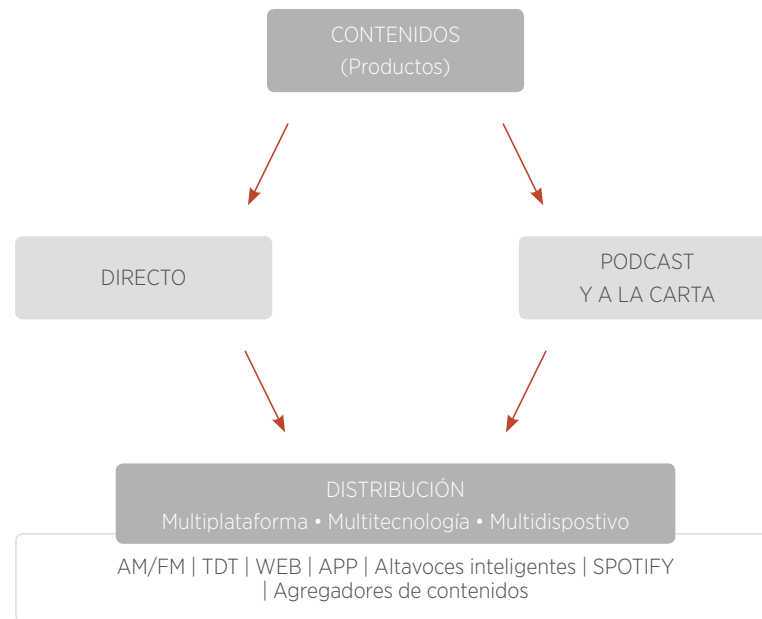 CONTENIDOS
(Productos)
DIRECTO
PODCAST
Y A LA CARTA
DISTRIBUCIÓN
Multiplataforma • Multitecnología • Multidispostivo
AM/FM | TDT | WEB | APP | Altavoces inteligentes | SPOTIFY
| Agregadores de contenidos